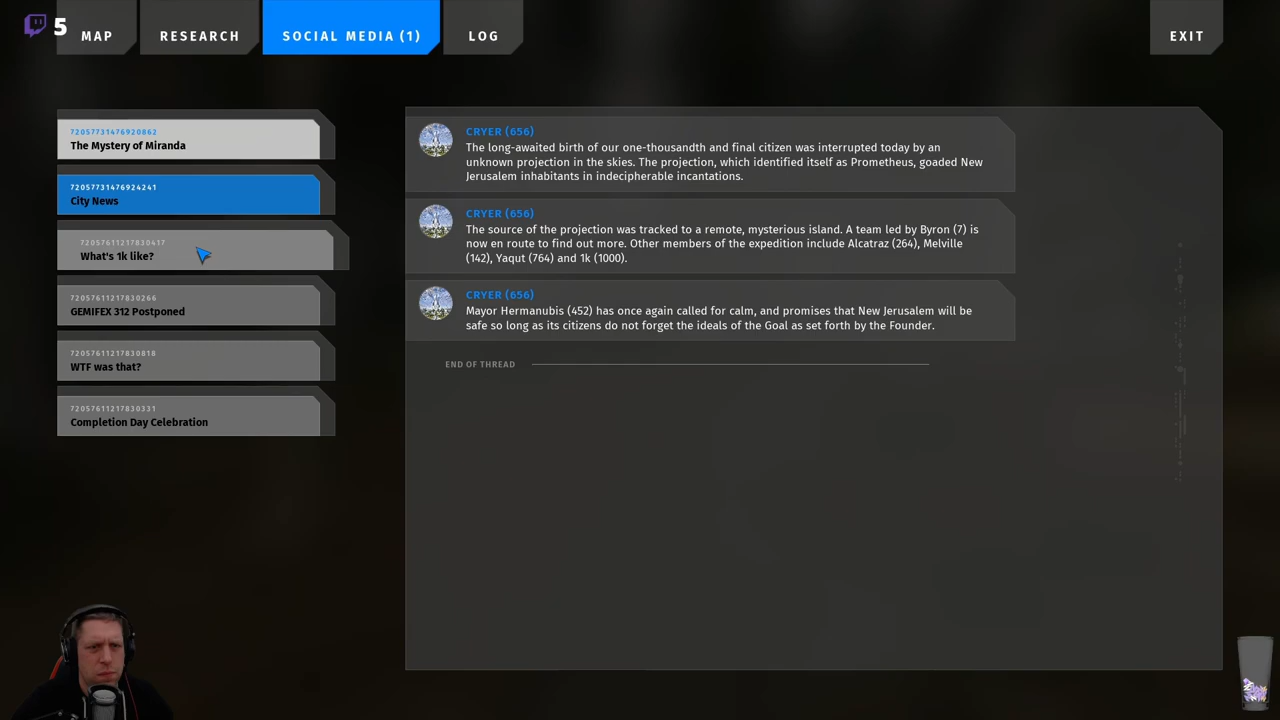 5
MAP
RESEARCH
SOCIAL MEDIA (1)
LOG
EXIT
72057731476920862
The Mystery of Miranda
72057731476924241
City News
72057611217830417
What's 1k like?
72057611217830266
GEMIFEX 312 Postponed
72057611217830818
WTF was that?
72057611217830331
Completion Day Celebration
CRYER (656)
The long-awaited birth of our one-thousandth and final citizen was interrupted today by an
unknown projection in the skies. The projection, which identified itself as Prometheus, goaded New
Jerusalem inhabitants in indecipherable incantations.
CRYER (656)
The source of the projection was tracked to a remote, mysterious island. A team led by Byron (7) is
now en route to find out more. Other members of the expedition include Alcatraz (264), Melville
(142), Yaqut (764) and 1k (1000).
CRYER (656)
Mayor Hermanubis (452) has once again called for calm, and promises that New Jerusalem will be
safe so long as its citizens do not forget the ideals of the Goal as set forth by the Founder.
END OF THREAD